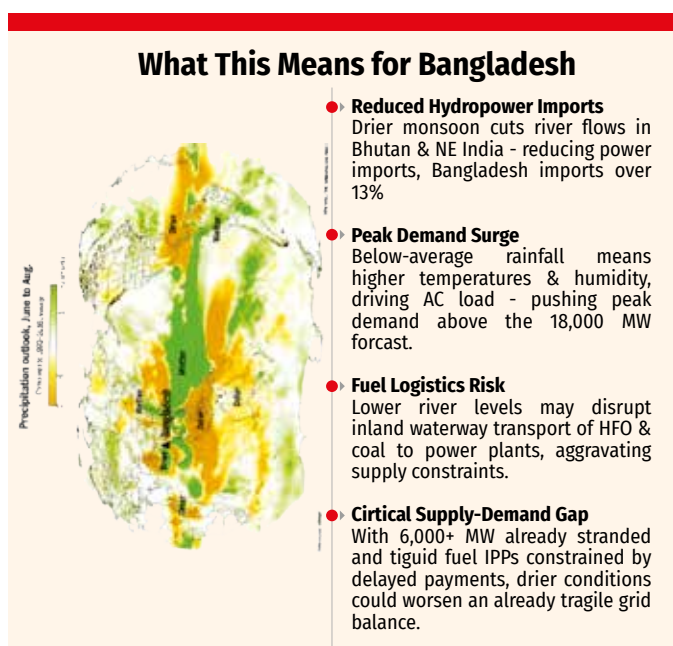 What This Means for Bangladesh
Reduced Hydropower Imports
Drier monsoon cuts river flows in
Bhutan & NE India - reducing power
imports, Bangladesh imports over
13%
Peak Demand Surge
Below-average rainfall means
higher temperatures & humidity,
driving AC load - pushing peak
demand above the 18,000 MW
forcast.
Fuel Logistics Risk
Lower river levels may disrupt
inland waterway transport of HFO &
coal to power plants, aggravating
supply constraints.
Cirtical Supply-Demand Gap
With 6,000+ MW already stranded
and tiguid fuel IPPs constrained by
delayed payments, drier conditions
could worsen an already tragile grid
balance.
Precipitation outlook, June to Aug.
Drier
Wetter
Drier